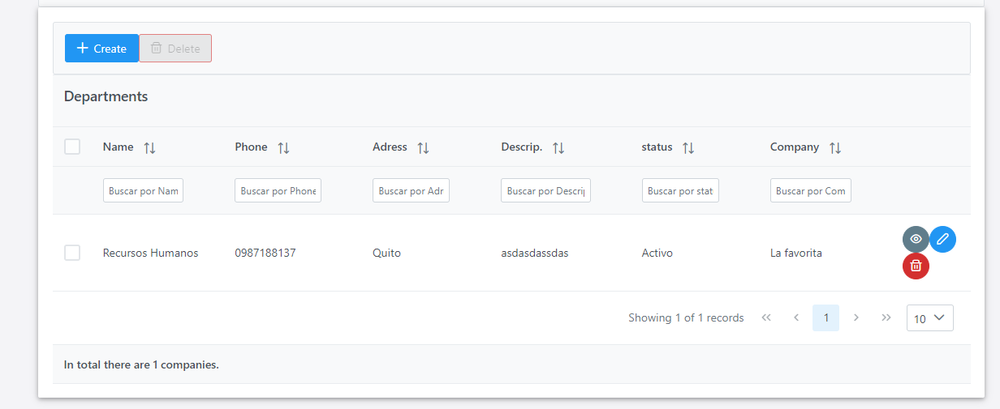 Create Delete
Departments
Name Phone Adress Descrip. status Company
Buscar por Nam Buscar por Phone Buscar por Adr Buscar por Descrip Buscar por stat Buscar por Com
Recursos Humanos 0987188137 Quito asdasdassdas Activo La favorita
Showing 1 of 1 records 1 10
In total there are 1 companies.